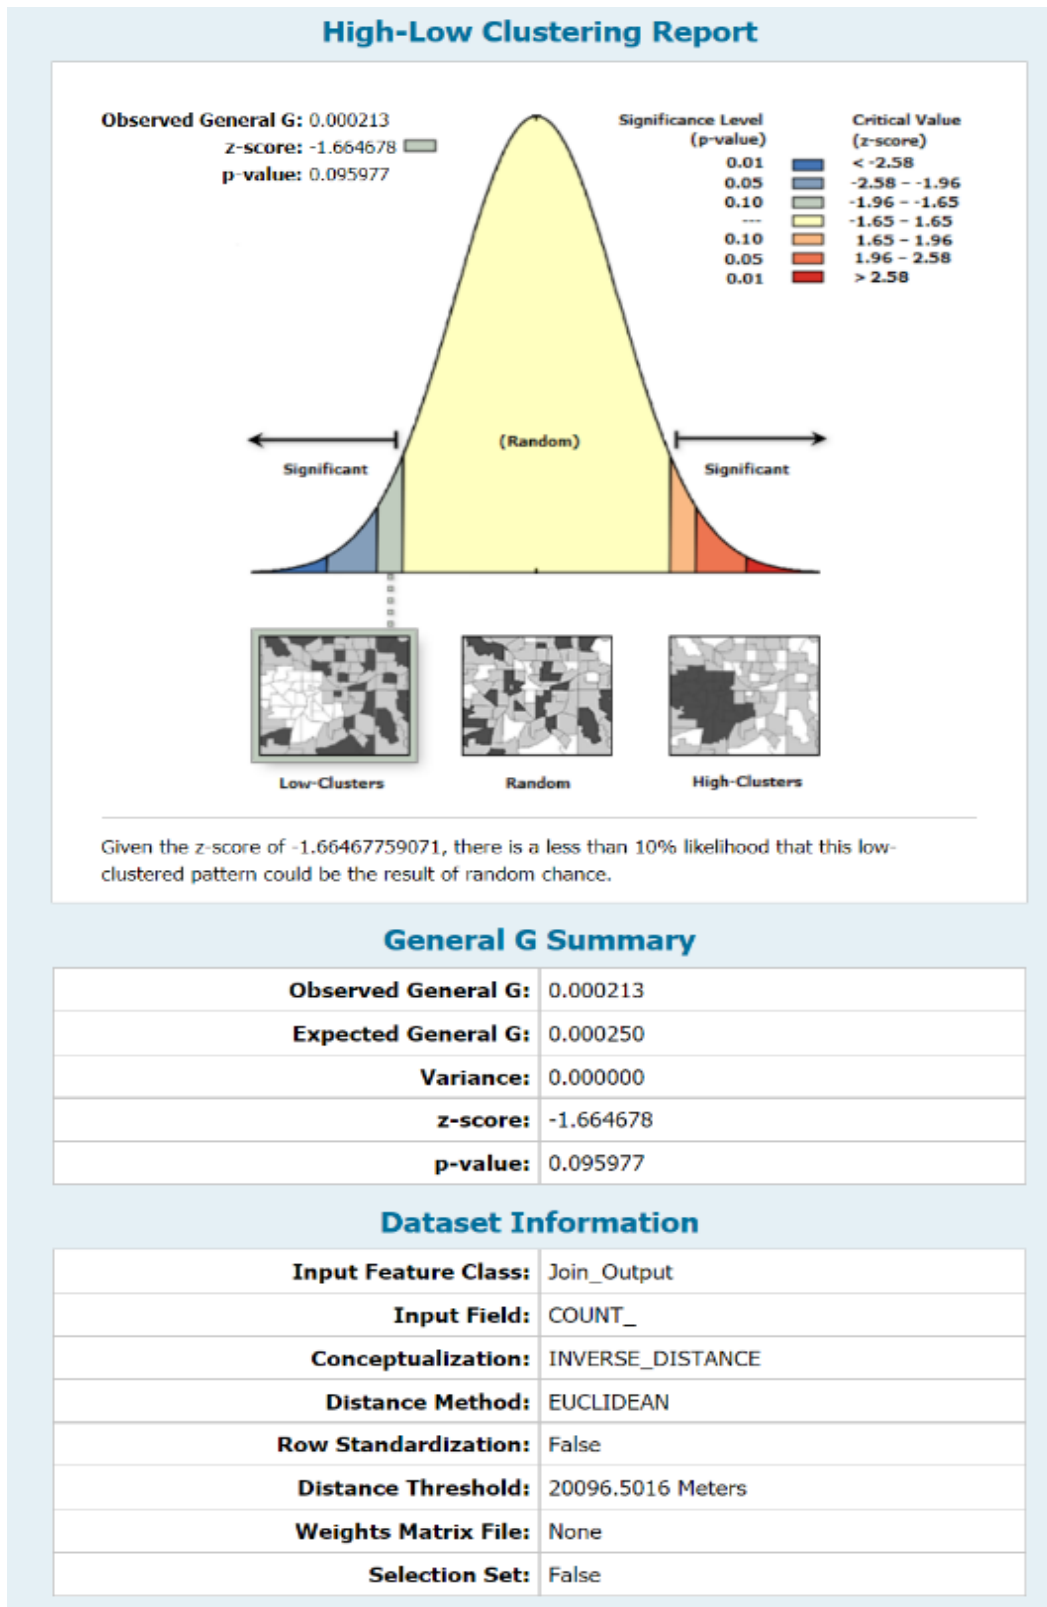 High-Low Clustering Report
Observed General G: 0.000213
z-score: -1.664678
p-value: 0.095977
Significance Level Critical Value
(p-value) (z-score)
0.01 < -2.58
0.05 -2.58 - -1.96
0.10 -1.96 - -1.65
--- -1.65 - 1.65
0.10 1.65 - 1.96
0.05 1.96 - 2.58
0.01 > 2.58
(Random)
Significant Significant
Low-Clusters Random High-Clusters
Given the z-score of -1.66467759071, there is a less than 10% likelihood that this low-
clustered pattern could be the result of random chance.
General G Summary
Observed General G: 0.000213
Expected General G: 0.000250
Variance: 0.000000
z-score: -1.664678
p-value: 0.095977
Dataset Information
Input Feature Class: Join_Output
Input Field: COUNT_
Conceptualization: INVERSE_DISTANCE
Distance Method: EUCLIDEAN
Row Standardization: False
Distance Threshold: 20096.5016 Meters
Weights Matrix File: None
Selection Set: False